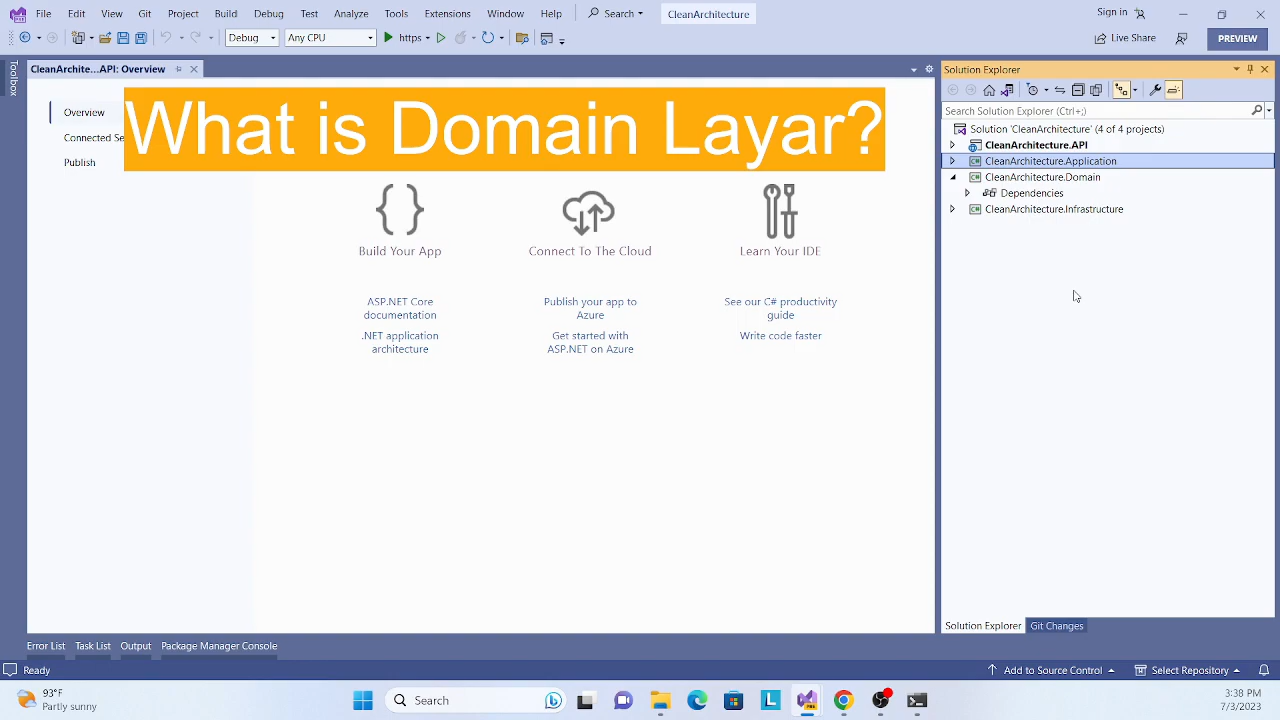 File Edit View Git Project Build Debug Test Analyze Tools Extensions Window Help Search CleanArchitecture Sign in
Debug Any CPU https Live Share PREVIEW
Toolbox
CleanArchite...API: Overview
Overview
Connected Se
Publish
What is Domain Layar?
Build Your App
Connect To The Cloud
Learn Your IDE
ASP.NET Core
documentation
.NET application
architecture
Publish your app to
Azure
Get started with
ASP.NET on Azure
See our C# productivity
guide
Write code faster
Solution Explorer
Search Solution Explorer (Ctrl+;)
Solution 'CleanArchitecture' (4 of 4 projects)
CleanArchitecture.API
CleanArchitecture.Application
CleanArchitecture.Domain
Dependencies
CleanArchitecture.Infrastructure
Solution Explorer Git Changes
Error List Task List Output Package Manager Console
Ready Add to Source Control Select Repository
93°F
Partly sunny
Search
3:38 PM
7/3/2023